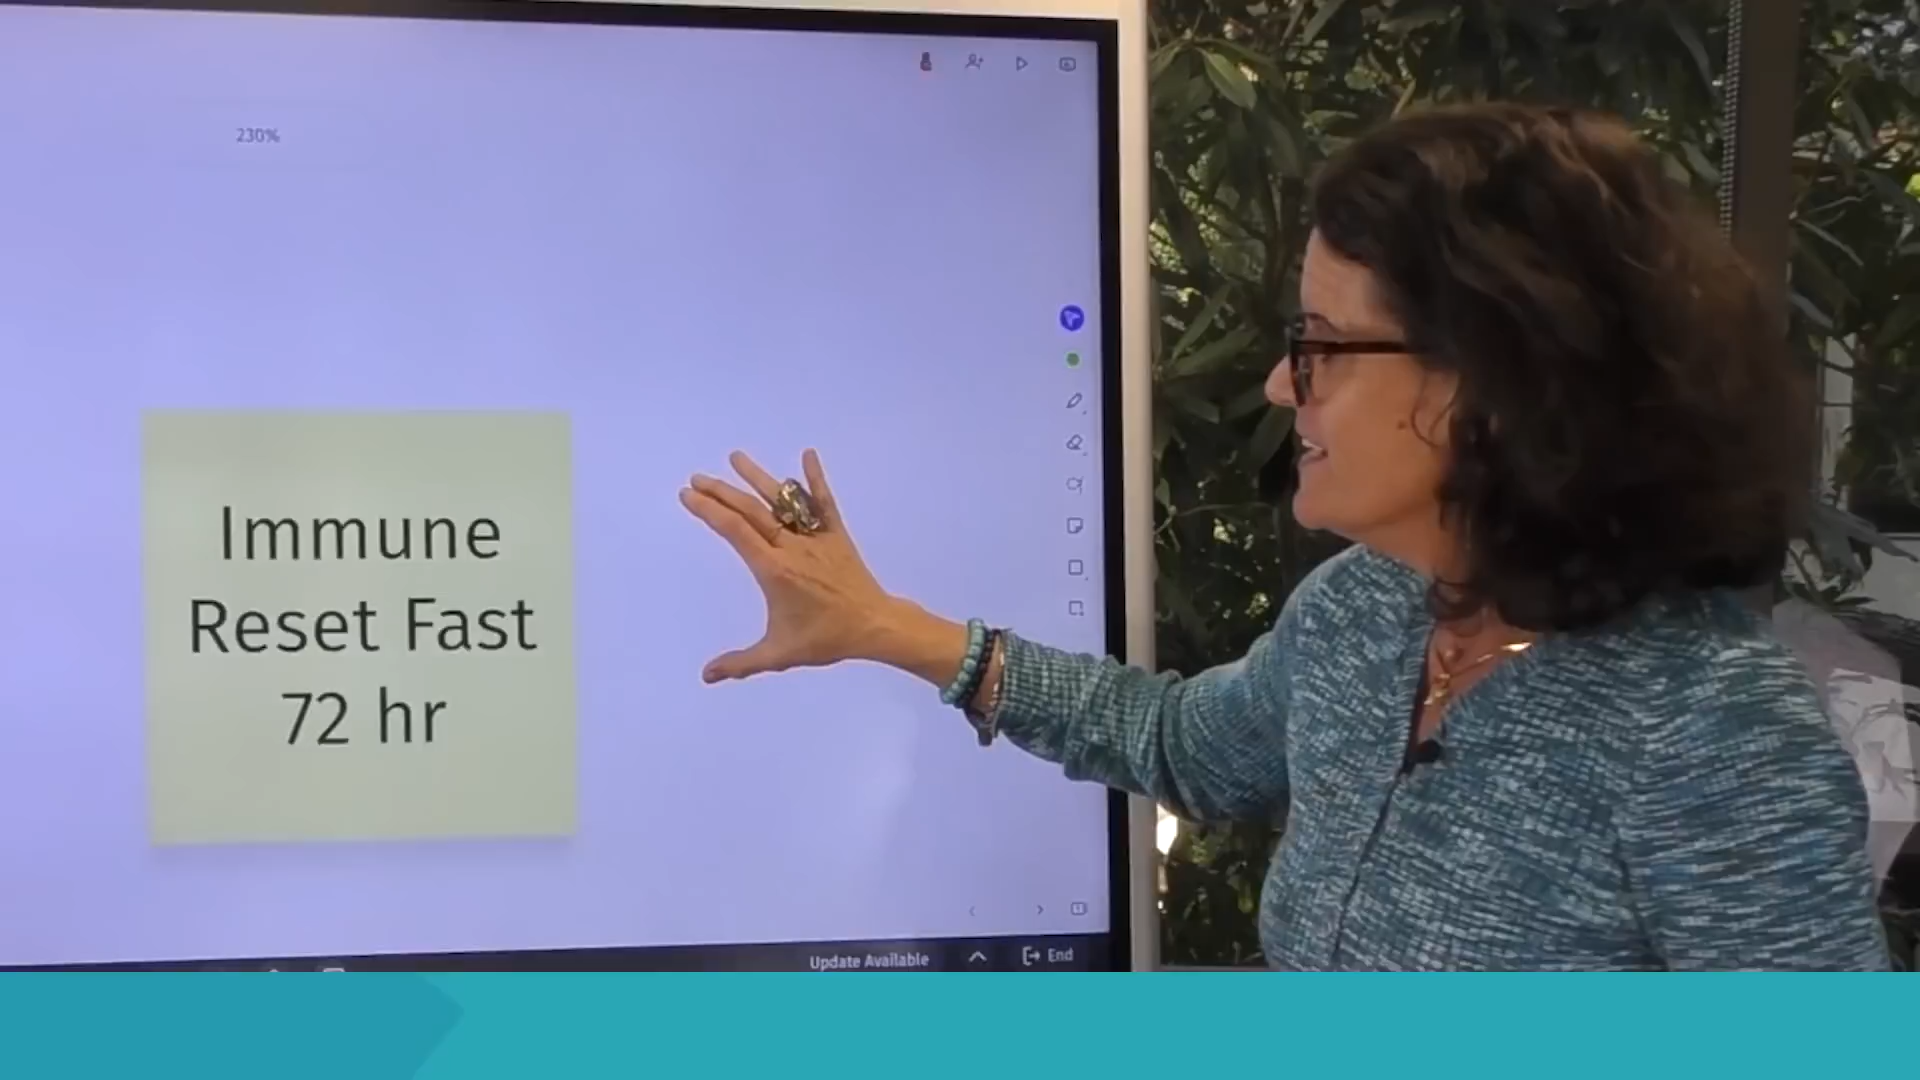 230%
Immune
Reset Fast
72 hr
Update Available
End